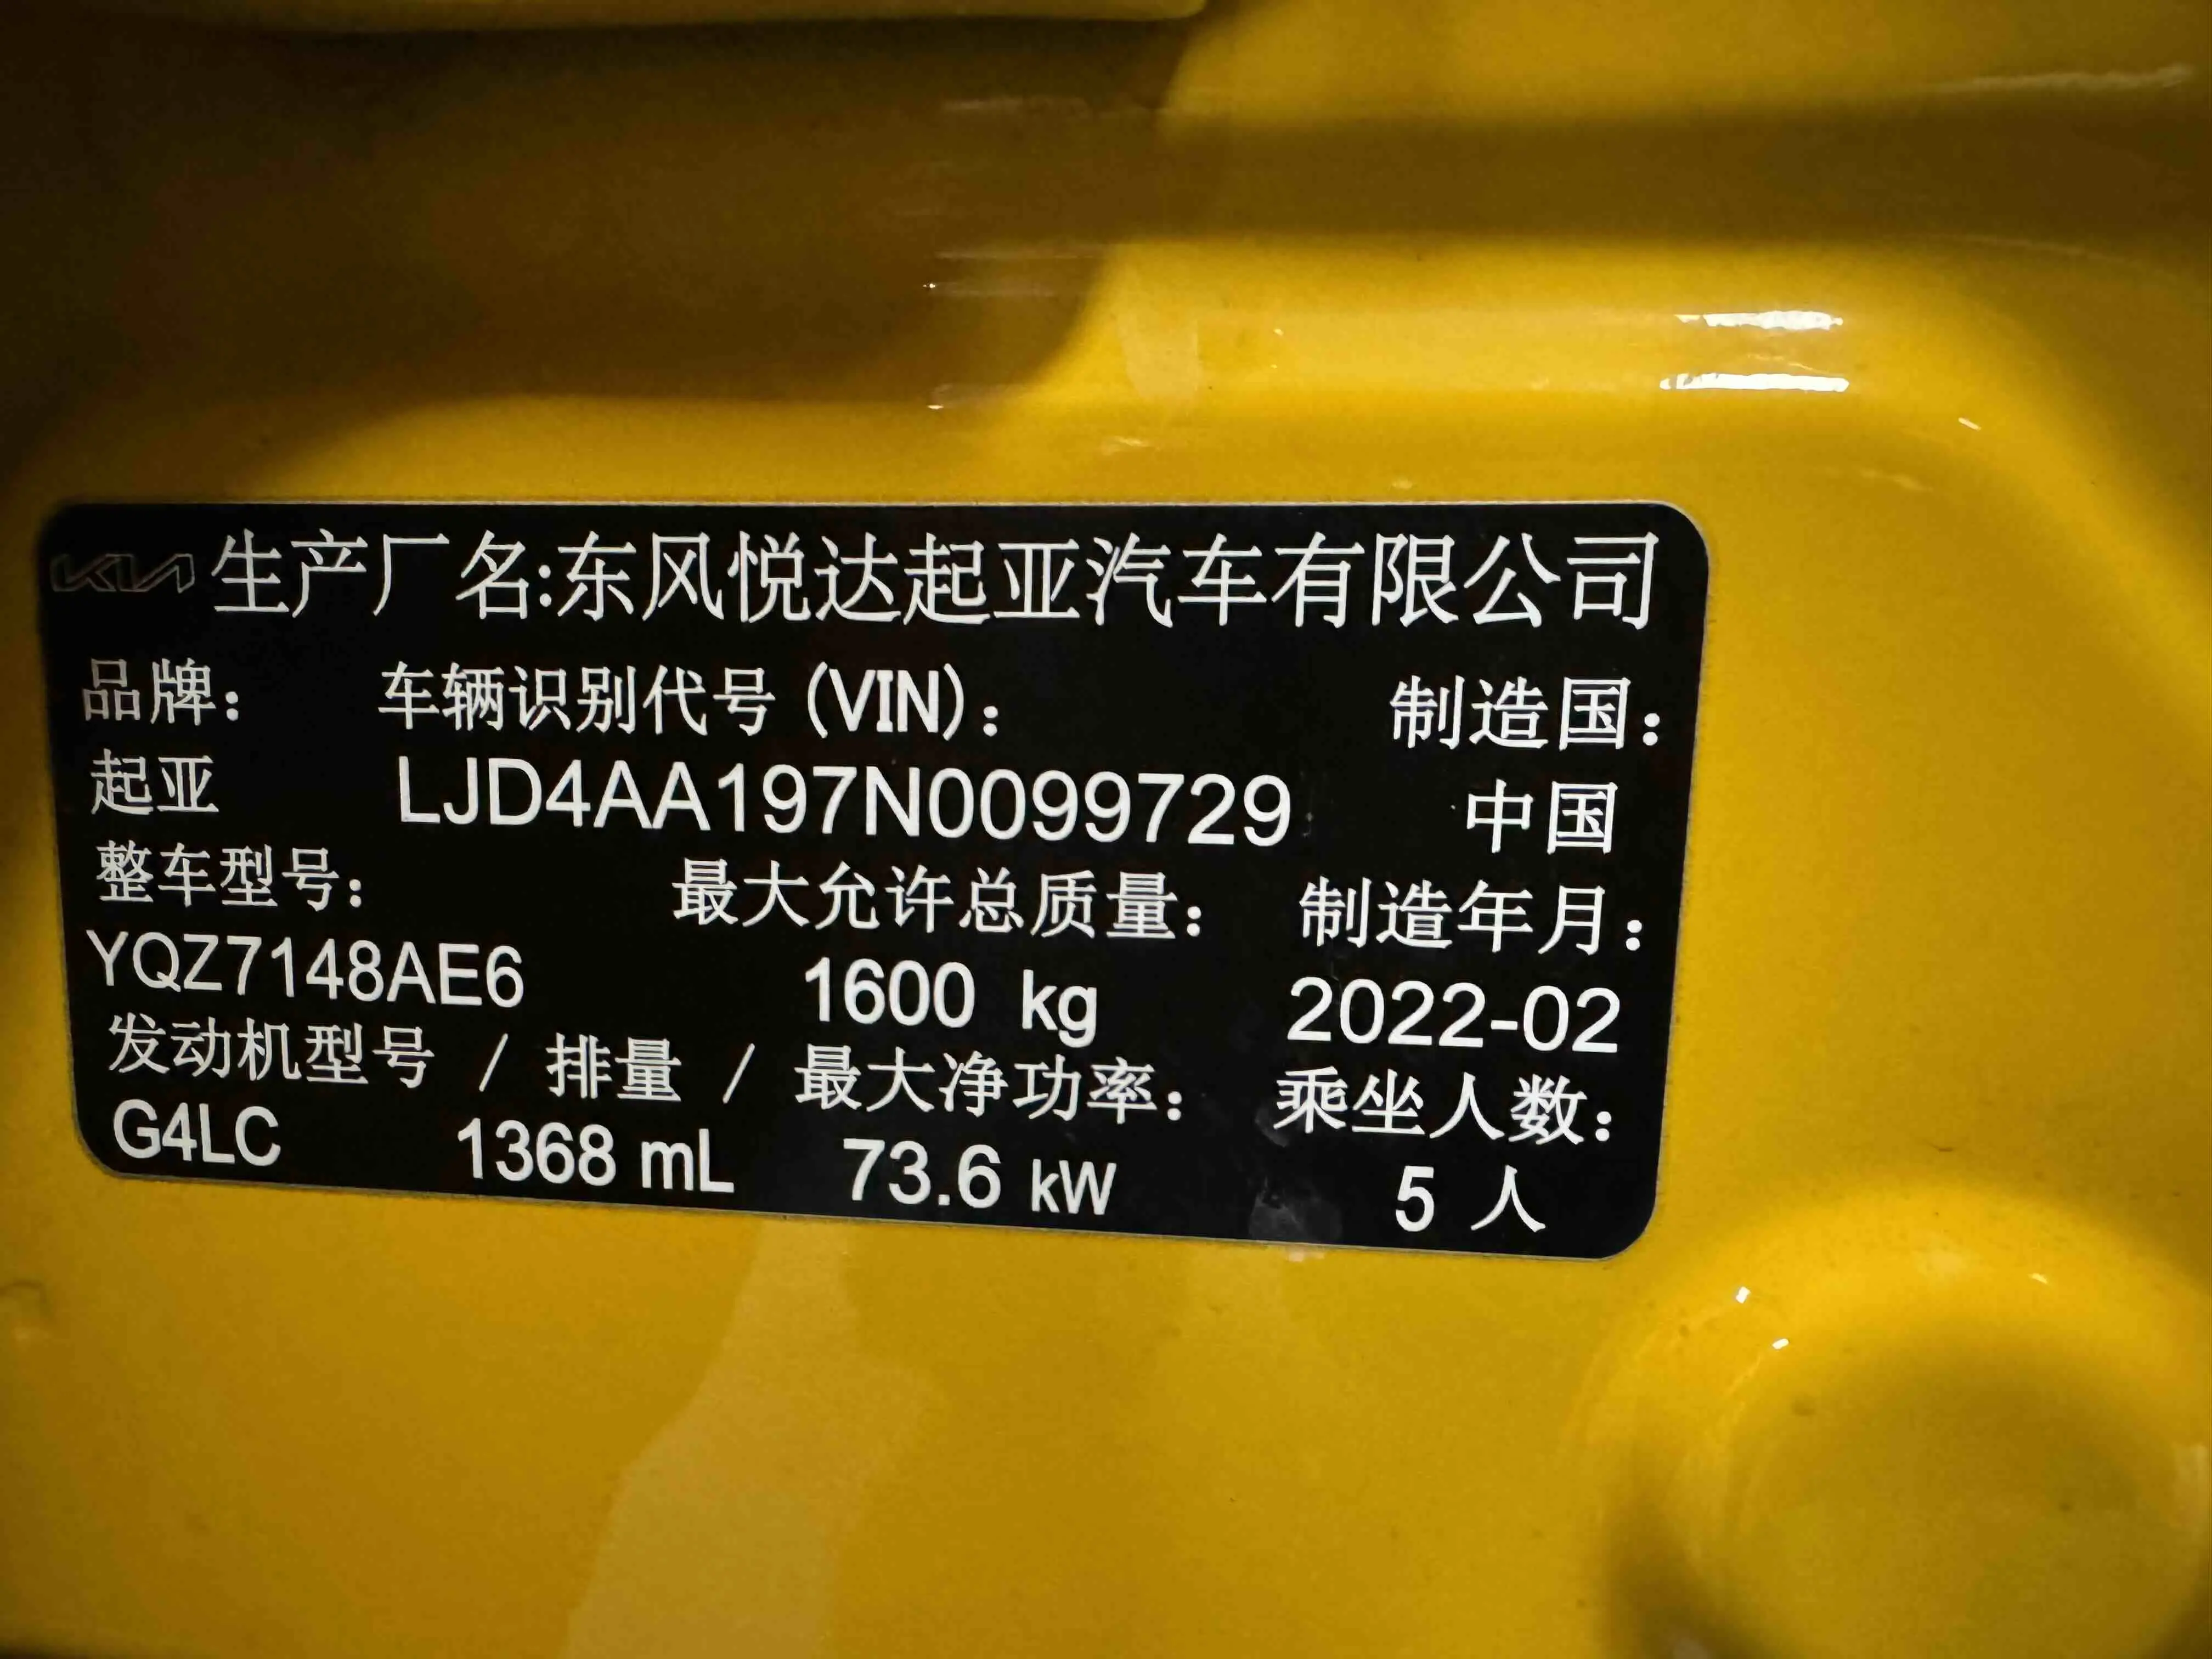 KIA 生产厂名:东风悦达起亚汽车有限公司
品牌: 车辆识别代号 (VIN): 制造国:
起亚 LJD4AA197N0099729 中国
整车型号: 最大允许总质量: 制造年月:
YQZ7148AE6 1600 kg 2022-02
发动机型号 / 排量 / 最大净功率: 乘坐人数:
G4LC 1368 mL 73.6 kW 5 人